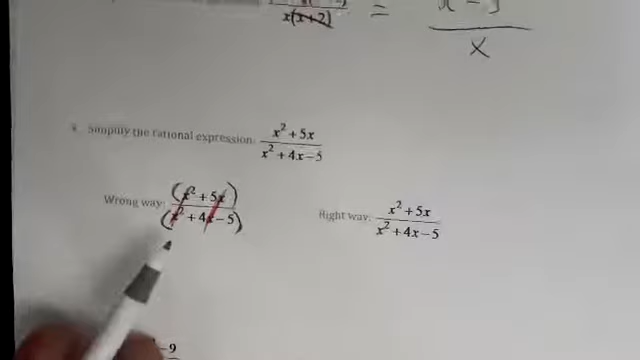 x(x+2) =
x
Simplify the rational expression: x² + 5x / x² + 4x − 5
Wrong way: (x² + 5x) / (x² + 4x − 5)
Right way: x² + 5x / x² + 4x − 5
− 9